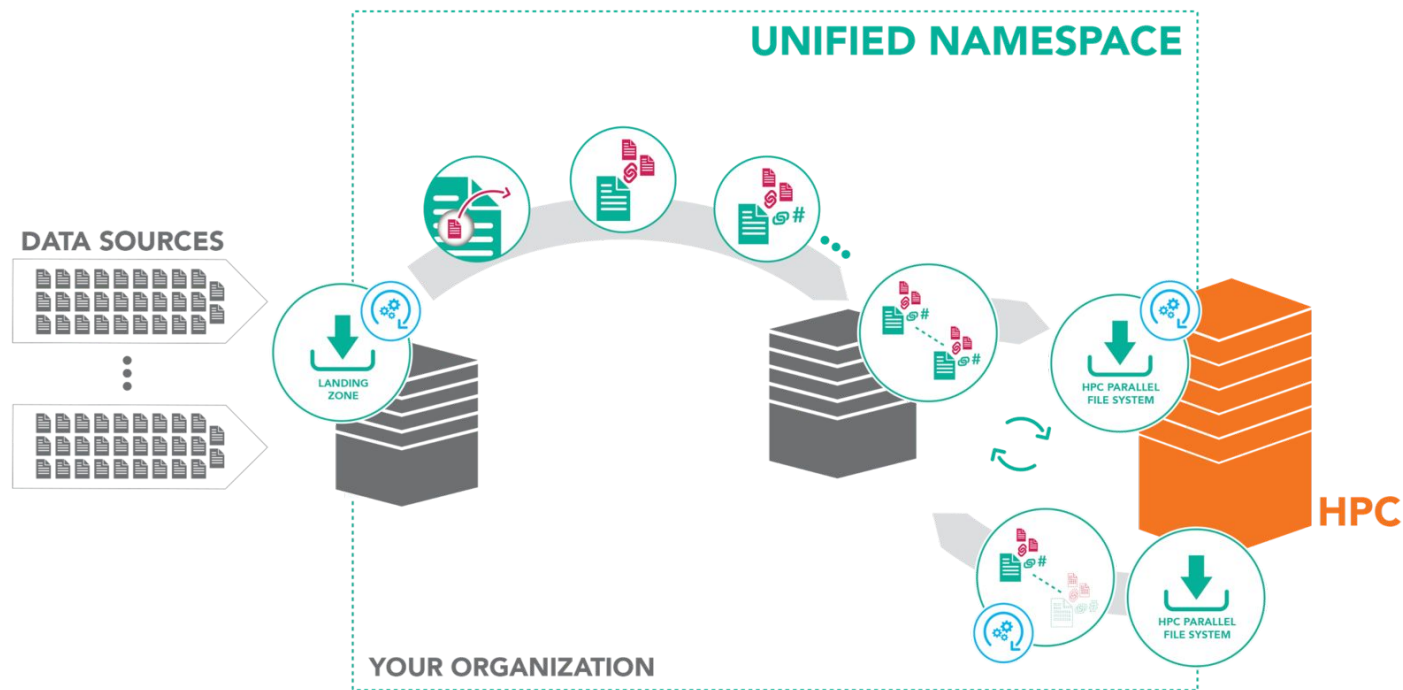 UNIFIED NAMESPACE
DATA SOURCES
#
#
#
LANDING
ZONE
HPC PARALLEL
FILE SYSTEM
HPC
#
HPC PARALLEL
FILE SYSTEM
YOUR ORGANIZATION